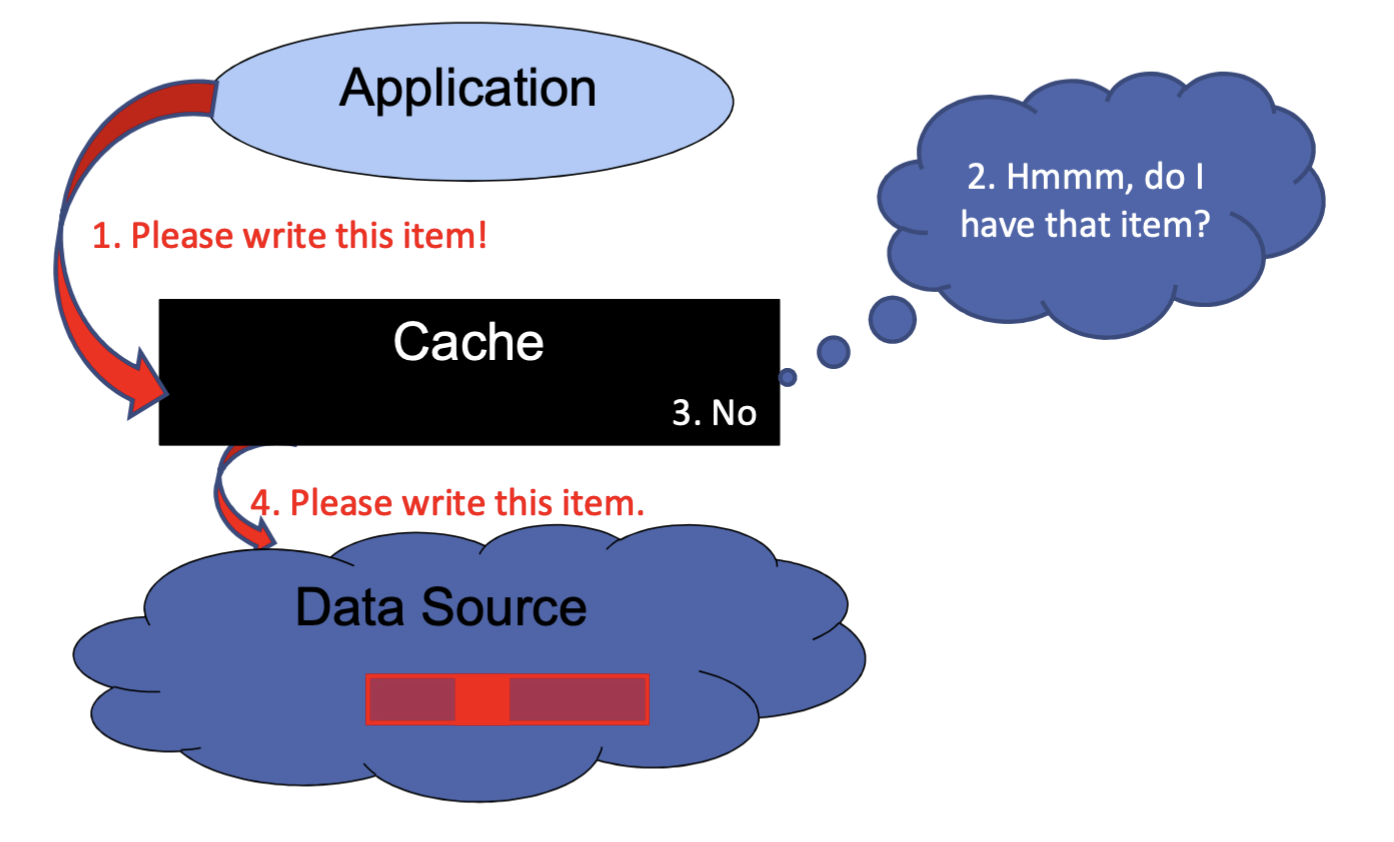 Application
1. Please write this item!
2. Hmmm, do I
have that item?
Cache
3. No
4. Please write this item.
Data Source